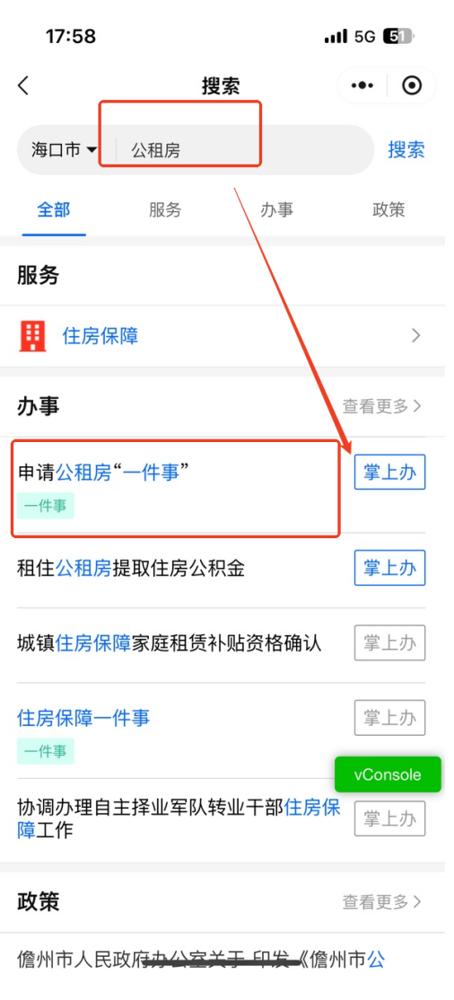 17:58
5G 51
搜索
海口市 公租房 搜索
全部 服务 办事 政策
服务
住房保障
办事 查看更多
申请公租房“一件事” 掌上办
一件事
租住公租房提取住房公积金 掌上办
城镇住房保障家庭租赁补贴资格确认 掌上办
住房保障一件事 掌上办
一件事
vConsole
协调办理自主择业军队转业干部住房保
障工作 掌上办
政策 查看更多
儋州市人民政府办公室关于 印发《儋州市公